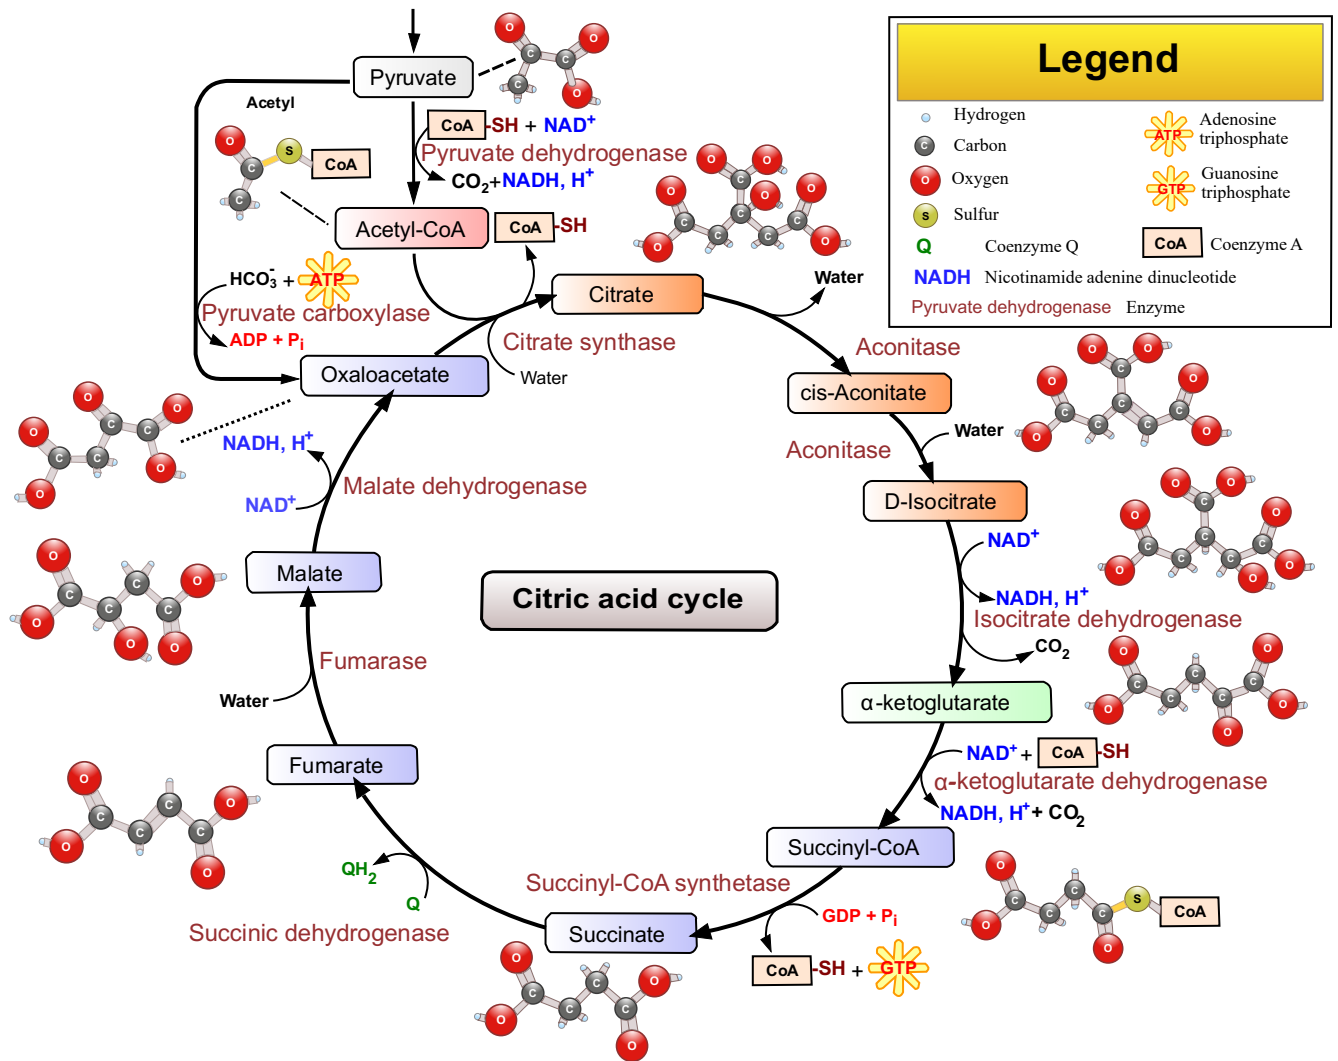 Legend
Hydrogen
Carbon
Oxygen
Sulfur
Q Coenzyme Q
NADH Nicotinamide adenine dinucleotide
Pyruvate dehydrogenase Enzyme
ATP Adenosine
triphosphate
GTP Guanosine
triphosphate
CoA Coenzyme A
Pyruvate
Acetyl
CoA-SH + NAD⁺
Pyruvate dehydrogenase
CO₂+NADH, H⁺
S CoA
Acetyl-CoA
CoA-SH
HCO₃⁻ + ATP
Pyruvate carboxylase
ADP + Pᵢ
Citrate
Water
Citrate synthase
Water
Oxaloacetate
Aconitase
cis-Aconitate
Water
Aconitase
D-Isocitrate
NAD⁺
NADH, H⁺
Isocitrate dehydrogenase
CO₂
α-ketoglutarate
NAD⁺ + CoA-SH
α-ketoglutarate dehydrogenase
NADH, H⁺ + CO₂
Succinyl-CoA
S CoA
Succinyl-CoA synthetase
GDP + Pᵢ
CoA-SH + GTP
Succinate
QH₂
Q
Succinic dehydrogenase
Fumarate
Water
Fumarase
Malate
NAD⁺
NADH, H⁺
Malate dehydrogenase
Citric acid cycle